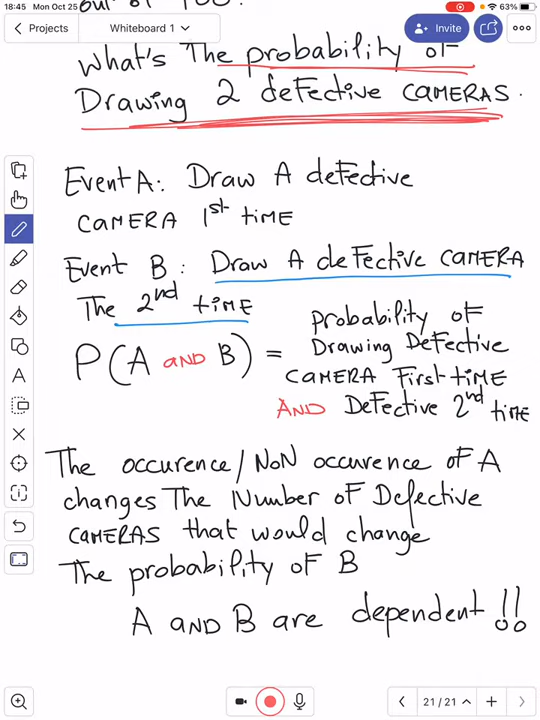 18:45 Mon Oct 25
63%
Projects
Whiteboard 1
Invite
out of 100.
What's The probability of
Drawing 2 defective CAMERAS.
Event A: Draw A defective
CAMERA 1st time
Event B: Draw A defective CAMERA
The 2nd time
P(A AND B) = probability of
Drawing Defective
CAMERA First time
AND Defective 2nd time
The occurence/NON occurence of A
changes The Number of Defective
CAMERAS that would change
The probability of B
A AND B are dependent!!
A
21/21